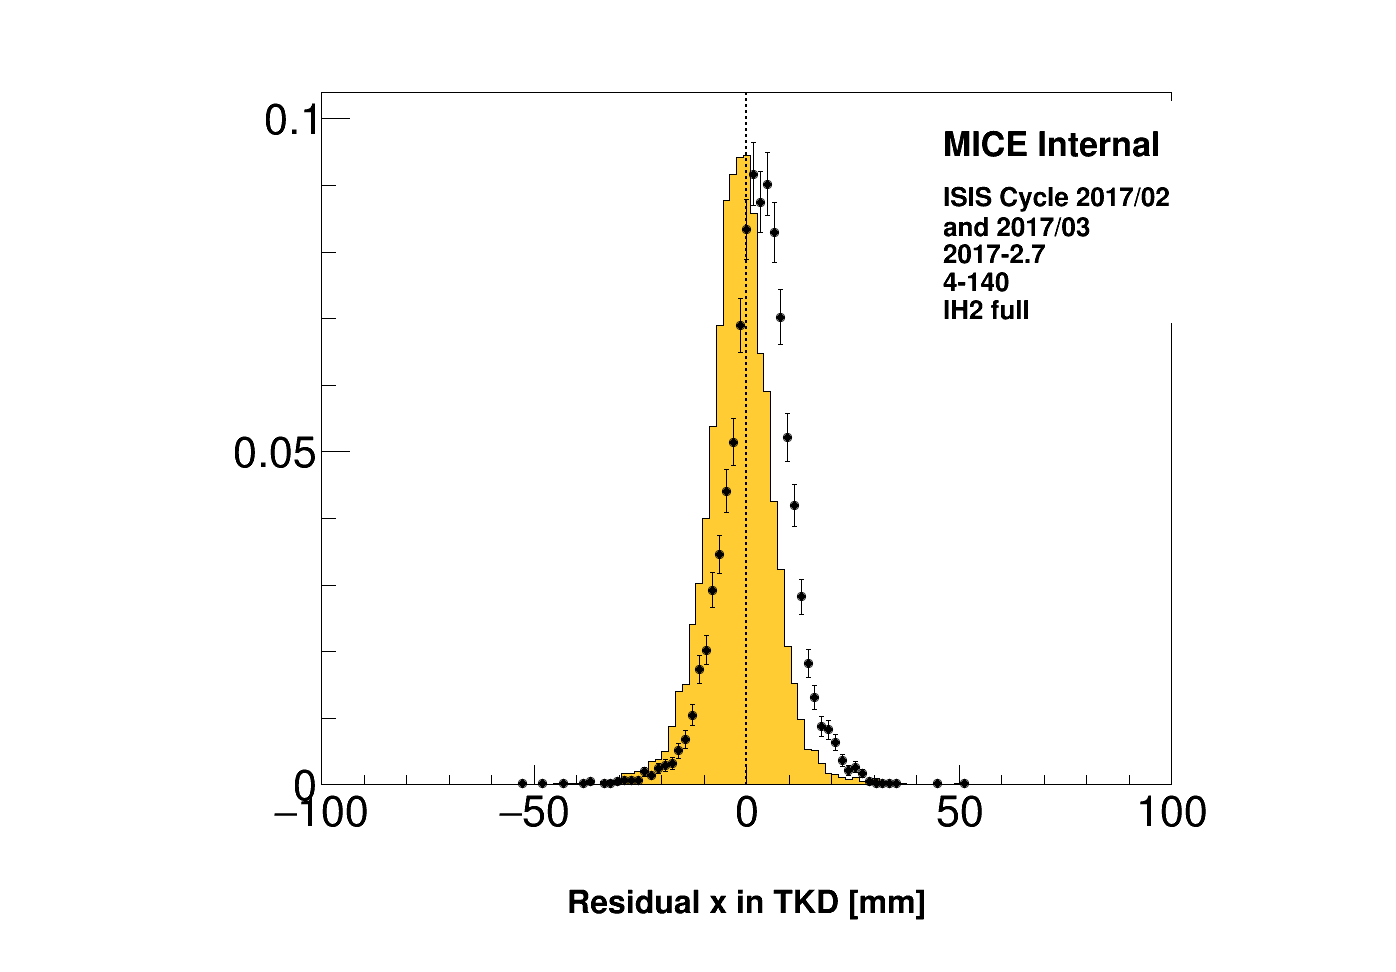 0.1
MICE Internal
ISIS Cycle 2017/02
and 2017/03
2017-2.7
4-140
IH2 full
0.05
0
−100 −50 0 50 100
Residual x in TKD [mm]